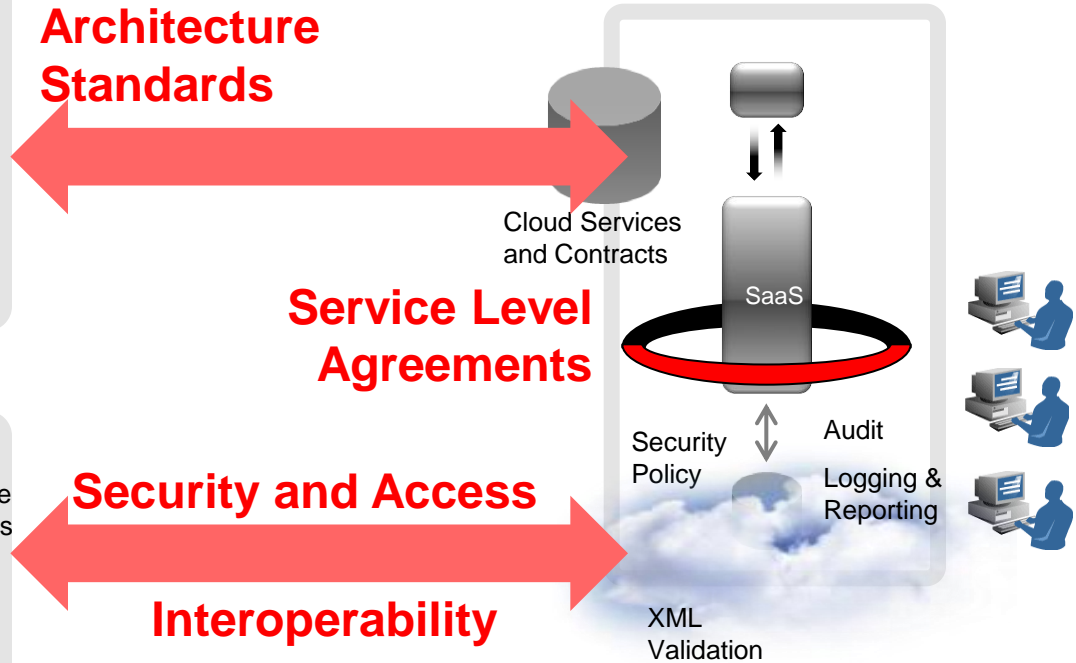 Architecture
Standards
Cloud Services
and Contracts
SaaS
Service Level
Agreements
Security
Policy
Audit
Logging &
Reporting
Security and Access
Interoperability
XML
Validation